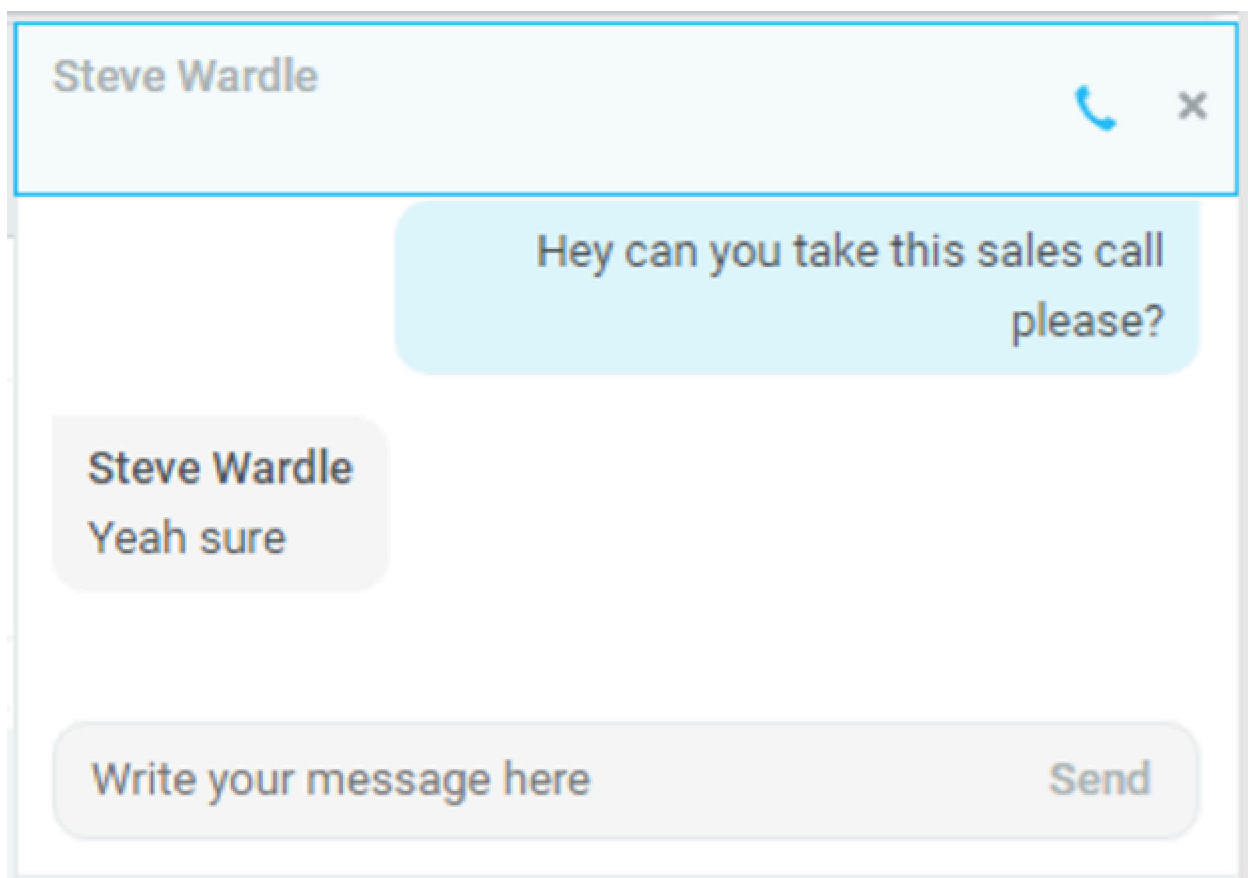 Steve Wardle
Hey can you take this sales call
please?
Steve Wardle
Yeah sure
Write your message here
Send